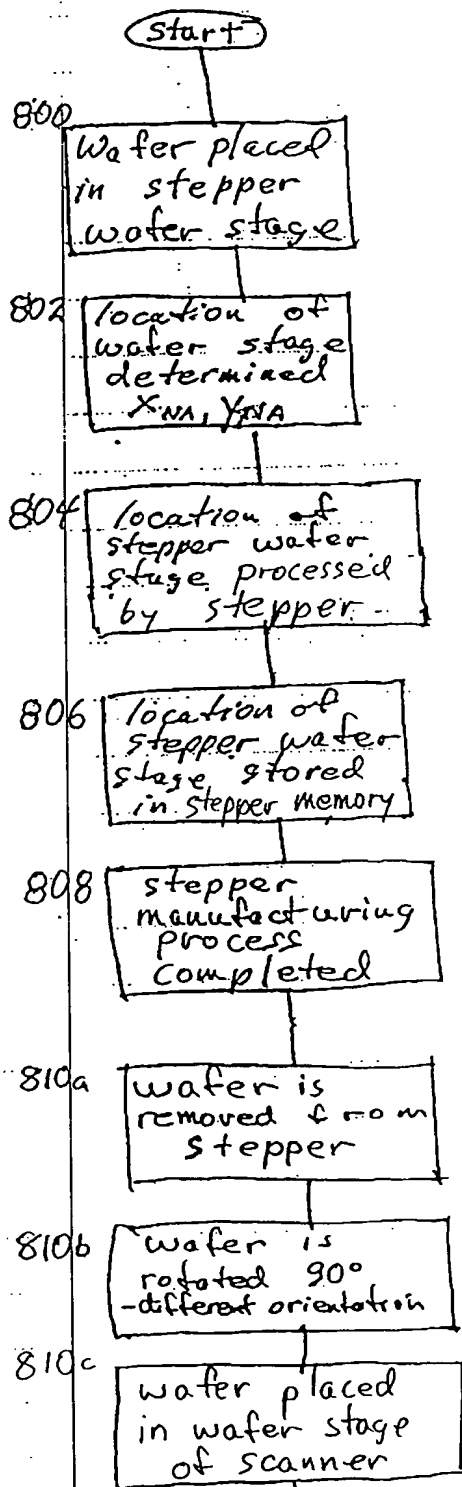 Start
800
Wafer placed
in stepper
wafer stage
802
location of
wafer stage
determined
XNA, YNA
804
location of
stepper wafer
stage processed
by stepper
806
location of
stepper wafer
stage stored
in stepper memory
808
stepper
manufacturing
process
completed
810a
wafer is
removed from
stepper
810b
wafer is
rotated 90°
-different orientation
810c
wafer placed
in wafer stage
of scanner